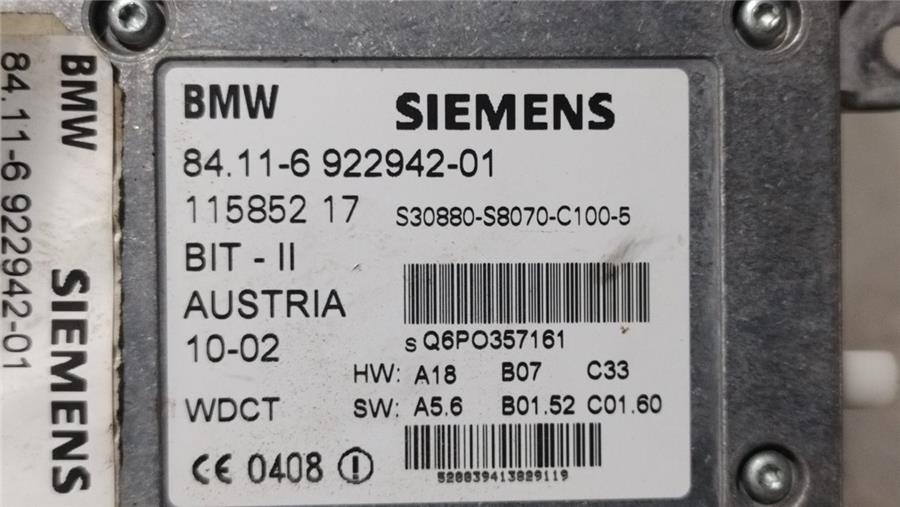 BMW SIEMENS
84.11-6 922942-01
115852 17 S30880-S8070-C100-5
BIT - II
AUSTRIA
10-02 s Q6PO357161
HW: A18 B07 C33
WDCT SW: A5.6 B01.52 C01.60
CE 0408
520039413829119
BMW SIEMENS
84.11-6 922942-01